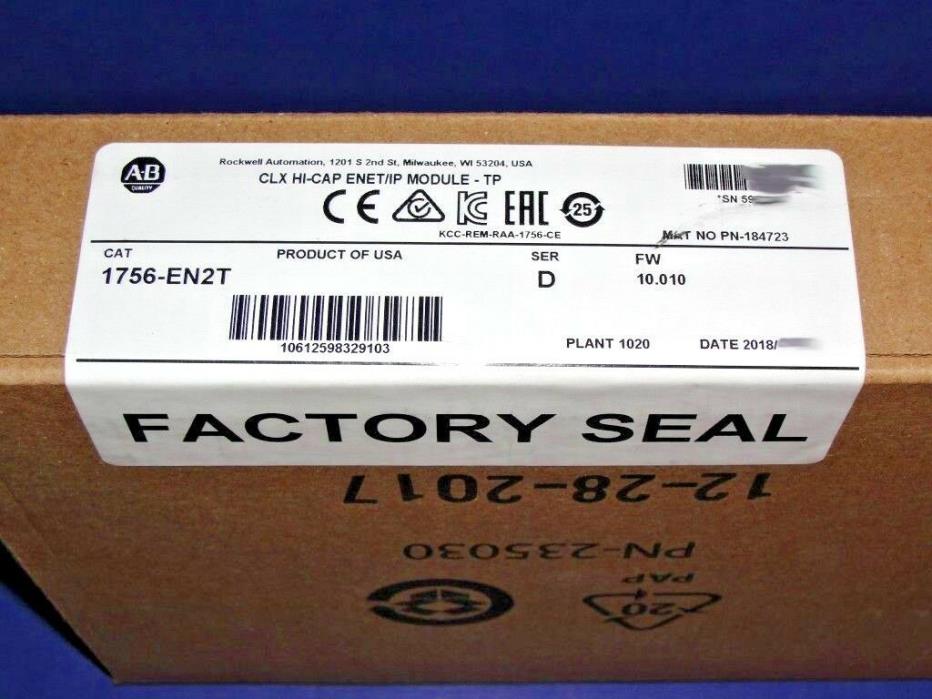 AB
QUALITY
Rockwell Automation, 1201 S 2nd St, Milwaukee, WI 53204, USA
CLX HI-CAP ENET/IP MODULE - TP
CE EAC 25
KCC-REM-RAA-1756-CE
*SN 59
MAT NO PN-184723
CAT
1756-EN2T
PRODUCT OF USA
SER
D
FW
10.010
10612598329103
PLANT 1020
DATE 2018/
FACTORY SEAL
12-28-2017
PN-235030
PAP
20